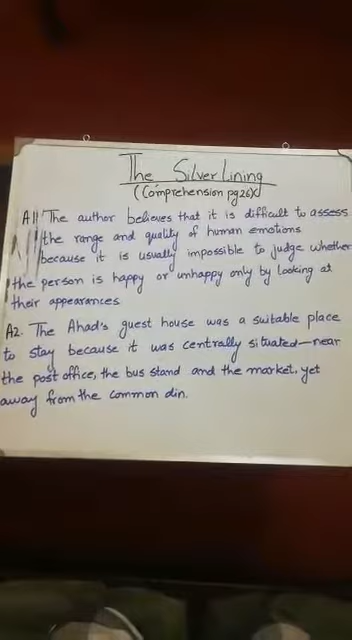 The Silver Lining
(Comprehension pg 26)
A1 The author believes that it is difficult to assess
the range and quality of human emotions
because it is usually impossible to judge whether
the person is happy or unhappy only by looking at
their appearances
A2. The Ahad's guest house was a suitable place
to stay because it was centrally situated—near
the post office, the bus stand and the market, yet
away from the common din.